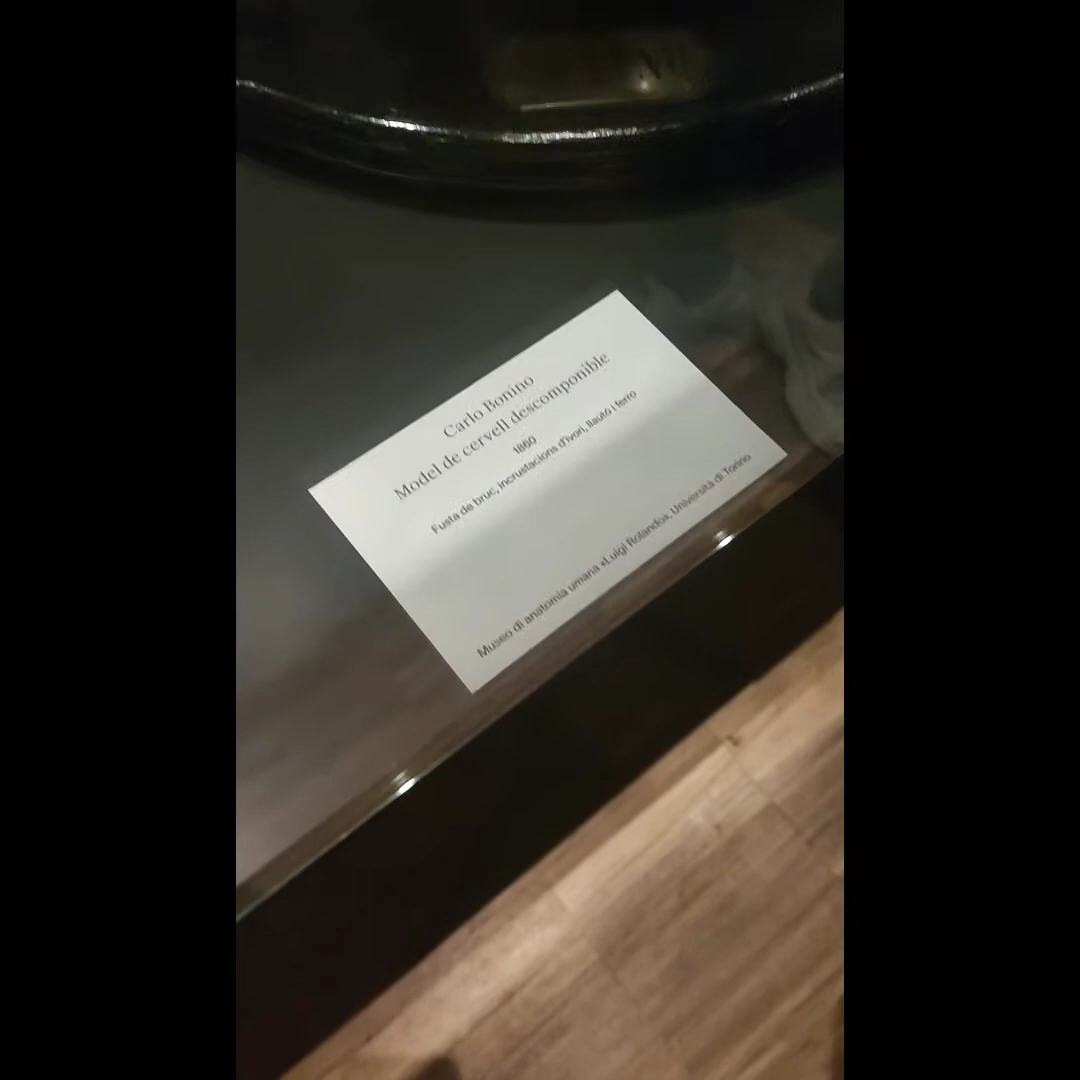 Carlo Bonino
Model de cervell descomponible
1860
Fusta de bruc, incrustacions d'ivori, llautó i ferro
Museo di anatomia umana «Luigi Rolando», Università di Torino